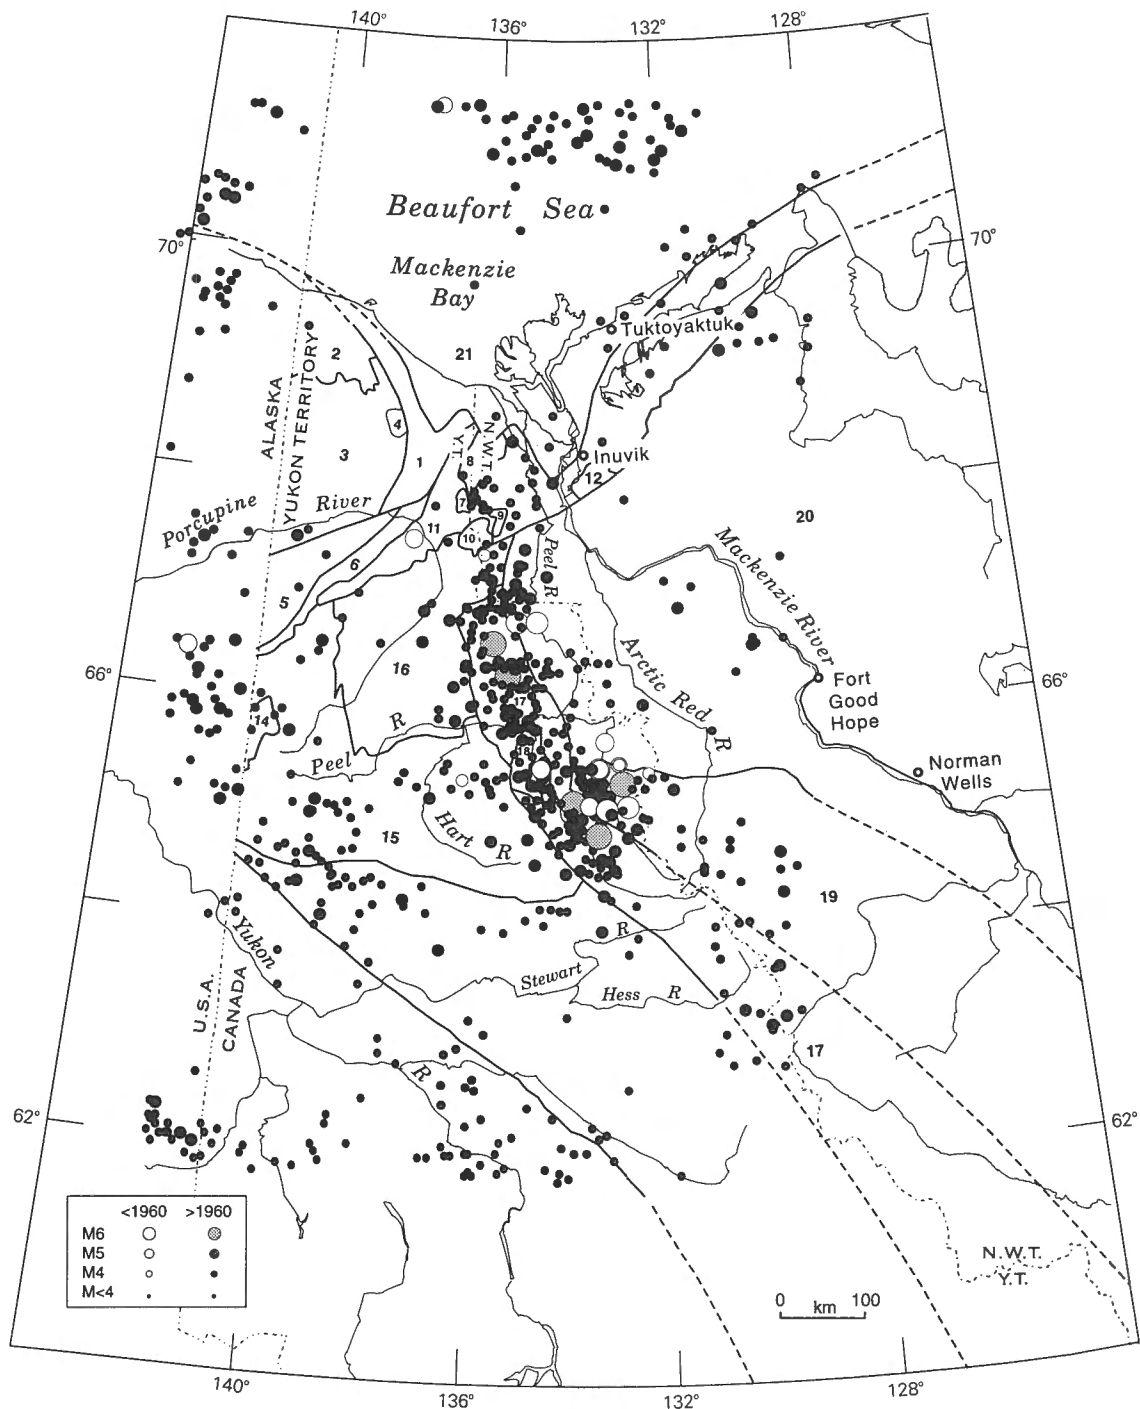 140°
136°
132°
128°
Beaufort Sea
70°
70°
Mackenzie
Bay
Tuktoyaktuk
21
2
ALASKA
YUKON TERRITORY
4
3
1
Y.T.
N.W.T.
8
Inuvik
12
7
9
Porcupine
River
11
10
20
Peel R
6
5
Mackenzie River
Arctic Red R
16
66°
66°
Fort
Good
Hope
17
14
R
Peel
18
Norman
Wells
15
Hart
R
19
Yukon
R
Stewart
Hess R
U.S.A.
CANADA
17
R
62°
62°
<1960 >1960
M6
M5
M4
M<4
N.W.T.
Y.T.
0 100
km
140°
136°
132°
128°